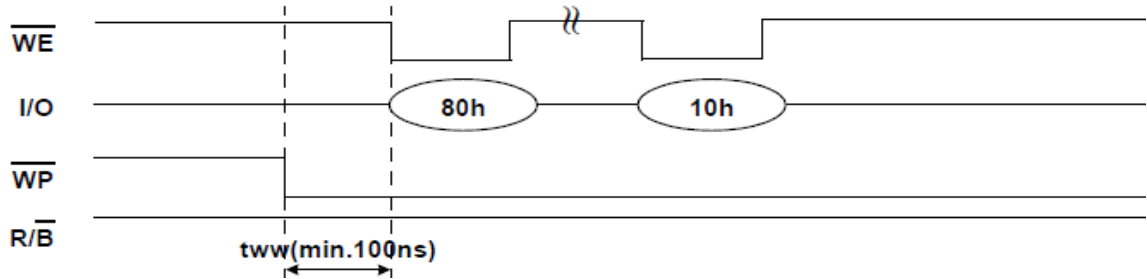 WE
I/O
80h
10h
WP
R/B
tww(min.100ns)